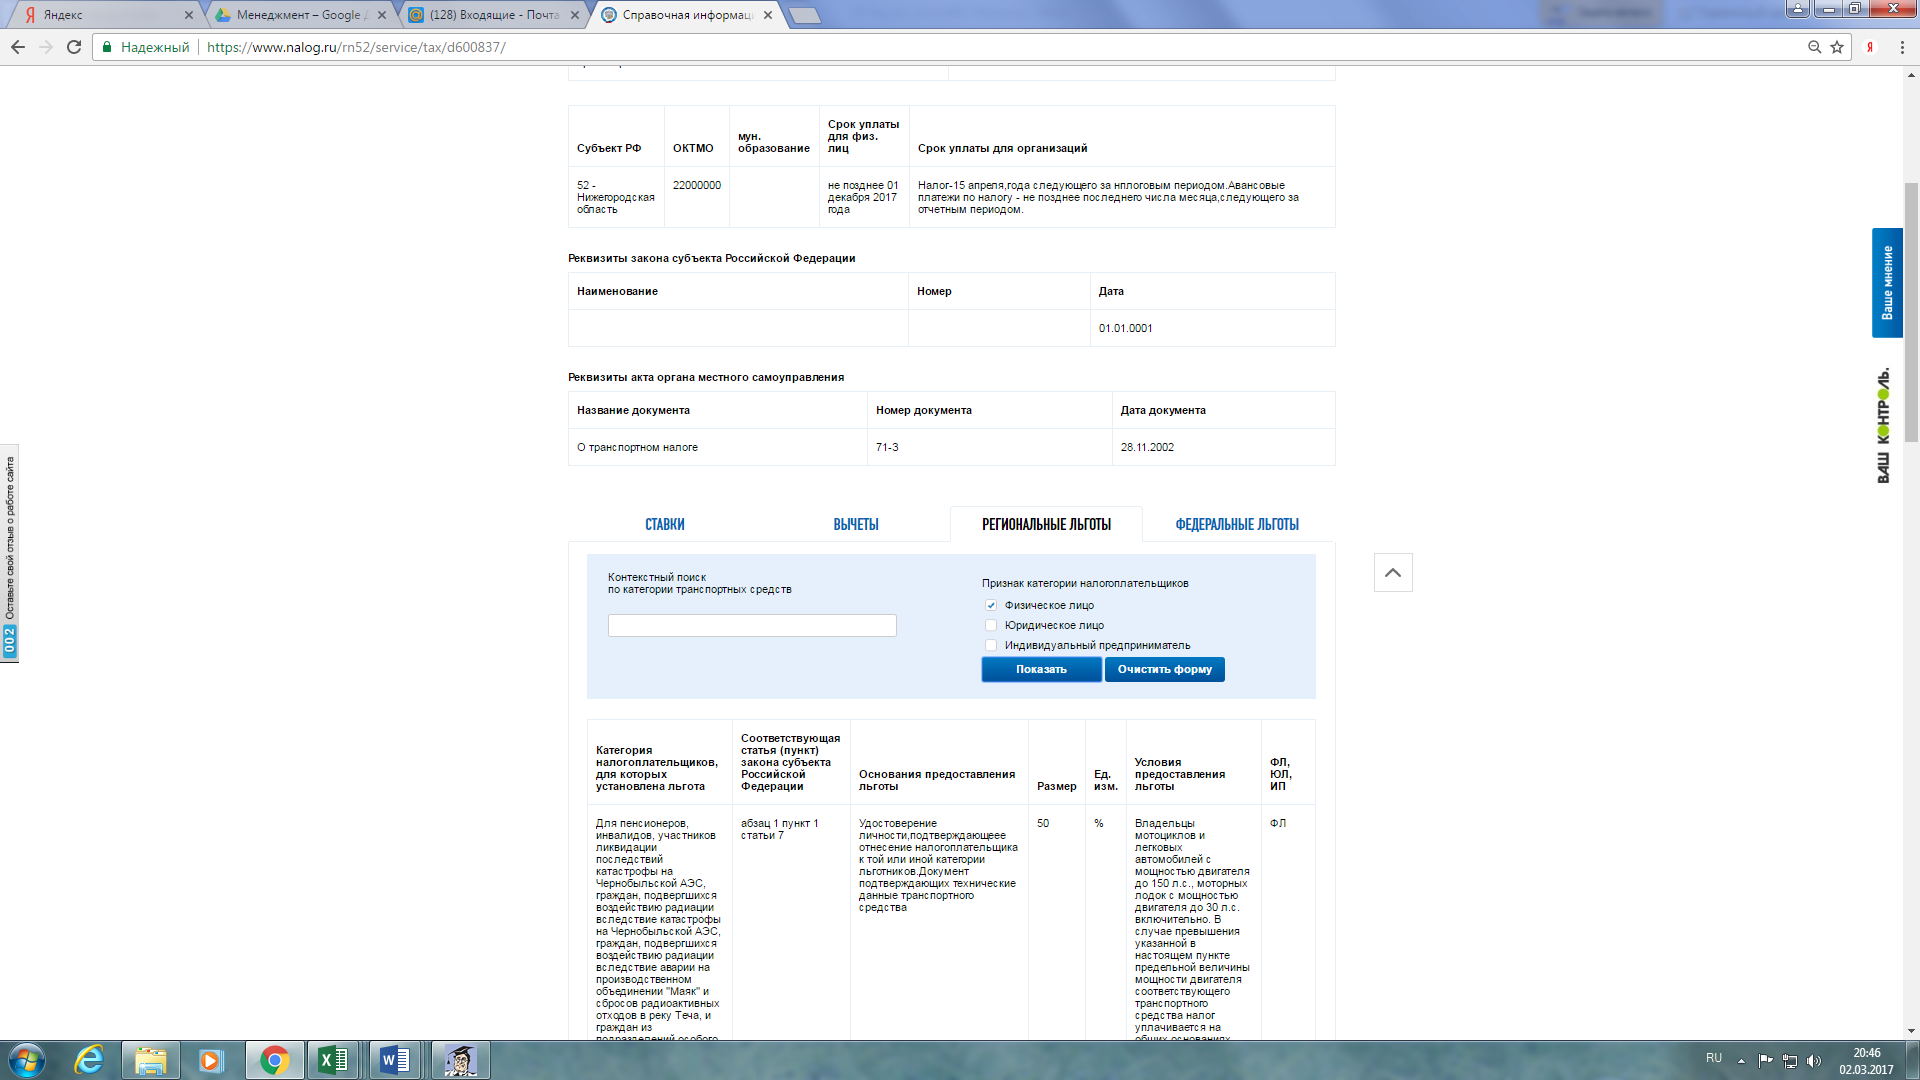 Яндекс
Менеджмент – Google Д
(128) Входящие - Почта
Справочная информаци
Надежный
https://www.nalog.ru/rn52/service/tax/d600837/
Субъект РФ
ОКТМО
мун.
образование
Срок уплаты
для физ.
лиц
Срок уплаты для организаций
52 -
Нижегородская
область
22000000
не позднее 01
декабря 2017
года
Налог-15 апреля,года следующего за нплоговым периодом.Авансовые
платежи по налогу - не позднее последнего числа месяца,следующего за
отчетным периодом.
Реквизиты закона субъекта Российской Федерации
Наименование
Номер
Дата
01.01.0001
Реквизиты акта органа местного самоуправления
Название документа
Номер документа
Дата документа
О транспортном налоге
71-З
28.11.2002
СТАВКИ
ВЫЧЕТЫ
РЕГИОНАЛЬНЫЕ ЛЬГОТЫ
ФЕДЕРАЛЬНЫЕ ЛЬГОТЫ
Контекстный поиск
по категории транспортных средств
Признак категории налогоплательщиков
Физическое лицо
Юридическое лицо
Индивидуальный предприниматель
Показать
Очистить форму
Категория
налогоплательщиков,
для которых
установлена льгота
Соответствующая
статья (пункт)
закона субъекта
Российской
Федерации
Основания предоставления
льготы
Размер
Ед.
изм.
Условия
предоставления
льготы
ФЛ,
ЮЛ,
ИП
Для пенсионеров,
инвалидов, участников
ликвидации
последствий
катастрофы на
Чернобыльской АЭС,
граждан, подвергшихся
воздействию радиации
вследствие катастрофы
на Чернобыльской АЭС,
граждан, подвергшихся
воздействию радиации
вследствие аварии на
производственном
объединении "Маяк" и
сбросов радиоактивных
отходов в реку Теча, и
граждан из
подразделений особого
абзац 1 пункт 1
статьи 7
Удостоверение
личности,подтверждающеее
отнесение налогоплательщика
к той или иной категории
льготников.Документ
подтверждающих технические
данные транспортного
средства
50
%
Владельцы
мотоциклов и
легковых
автомобилей с
мощностью двигателя
до 150 л.с., моторных
лодок с мощностью
двигателя до 30 л.с.
включительно. В
случае превышения
указанной в
настоящем пункте
предельной величины
мощности двигателя
соответствующего
транспортного
средства налог
уплачивается на
общих основаниях
ФЛ
Ваше мнение
ВАШ КОНТРОЛЬ.
Оставьте свой отзыв о работе сайта
002
RU
20:46
02.03.2017